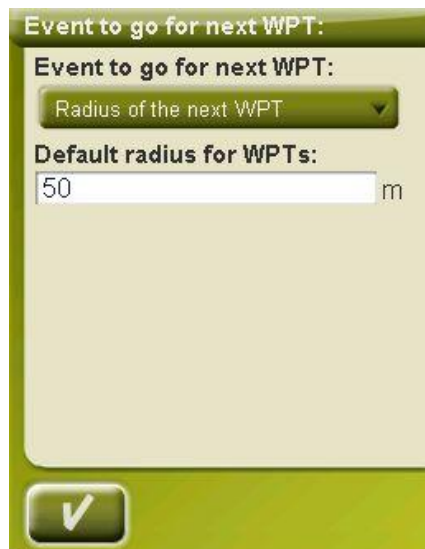 Event to go for next WPT:
Event to go for next WPT:
Radius of the next WPT
Default radius for WPTs:
50 m